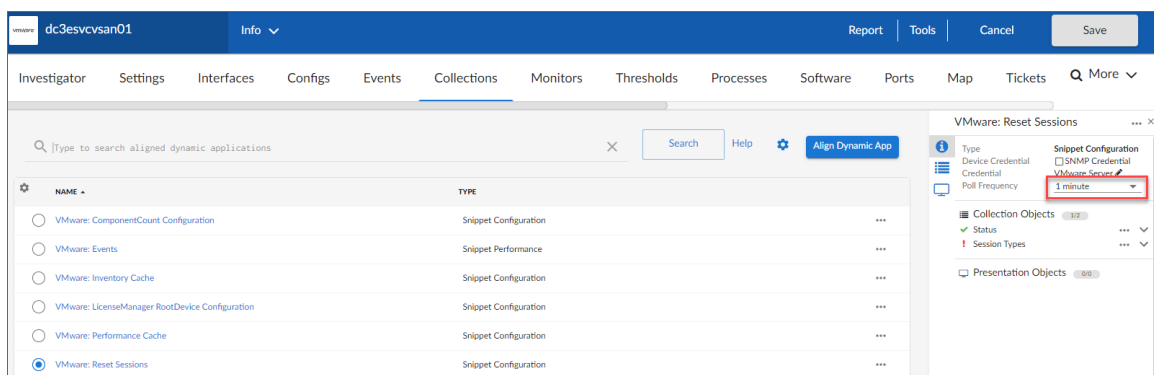 vmware dc3esvcvsan01 Info Report Tools Cancel Save
Investigator Settings Interfaces Configs Events Collections Monitors Thresholds Processes Software Ports Map Tickets More
VMware: Reset Sessions
Type to search aligned dynamic applications Search Help Align Dynamic App
Type Snippet Configuration
Device Credential SNMP Credential
Credential VMware Server
Poll Frequency 1 minute
NAME TYPE
VMware: ComponentCount Configuration Snippet Configuration
VMware: Events Snippet Performance
VMware: Inventory Cache Snippet Configuration
VMware: LicenseManager RootDevice Configuration Snippet Configuration
VMware: Performance Cache Snippet Configuration
VMware: Reset Sessions Snippet Configuration
Collection Objects 1/2
Status
Session Types
Presentation Objects 0/0